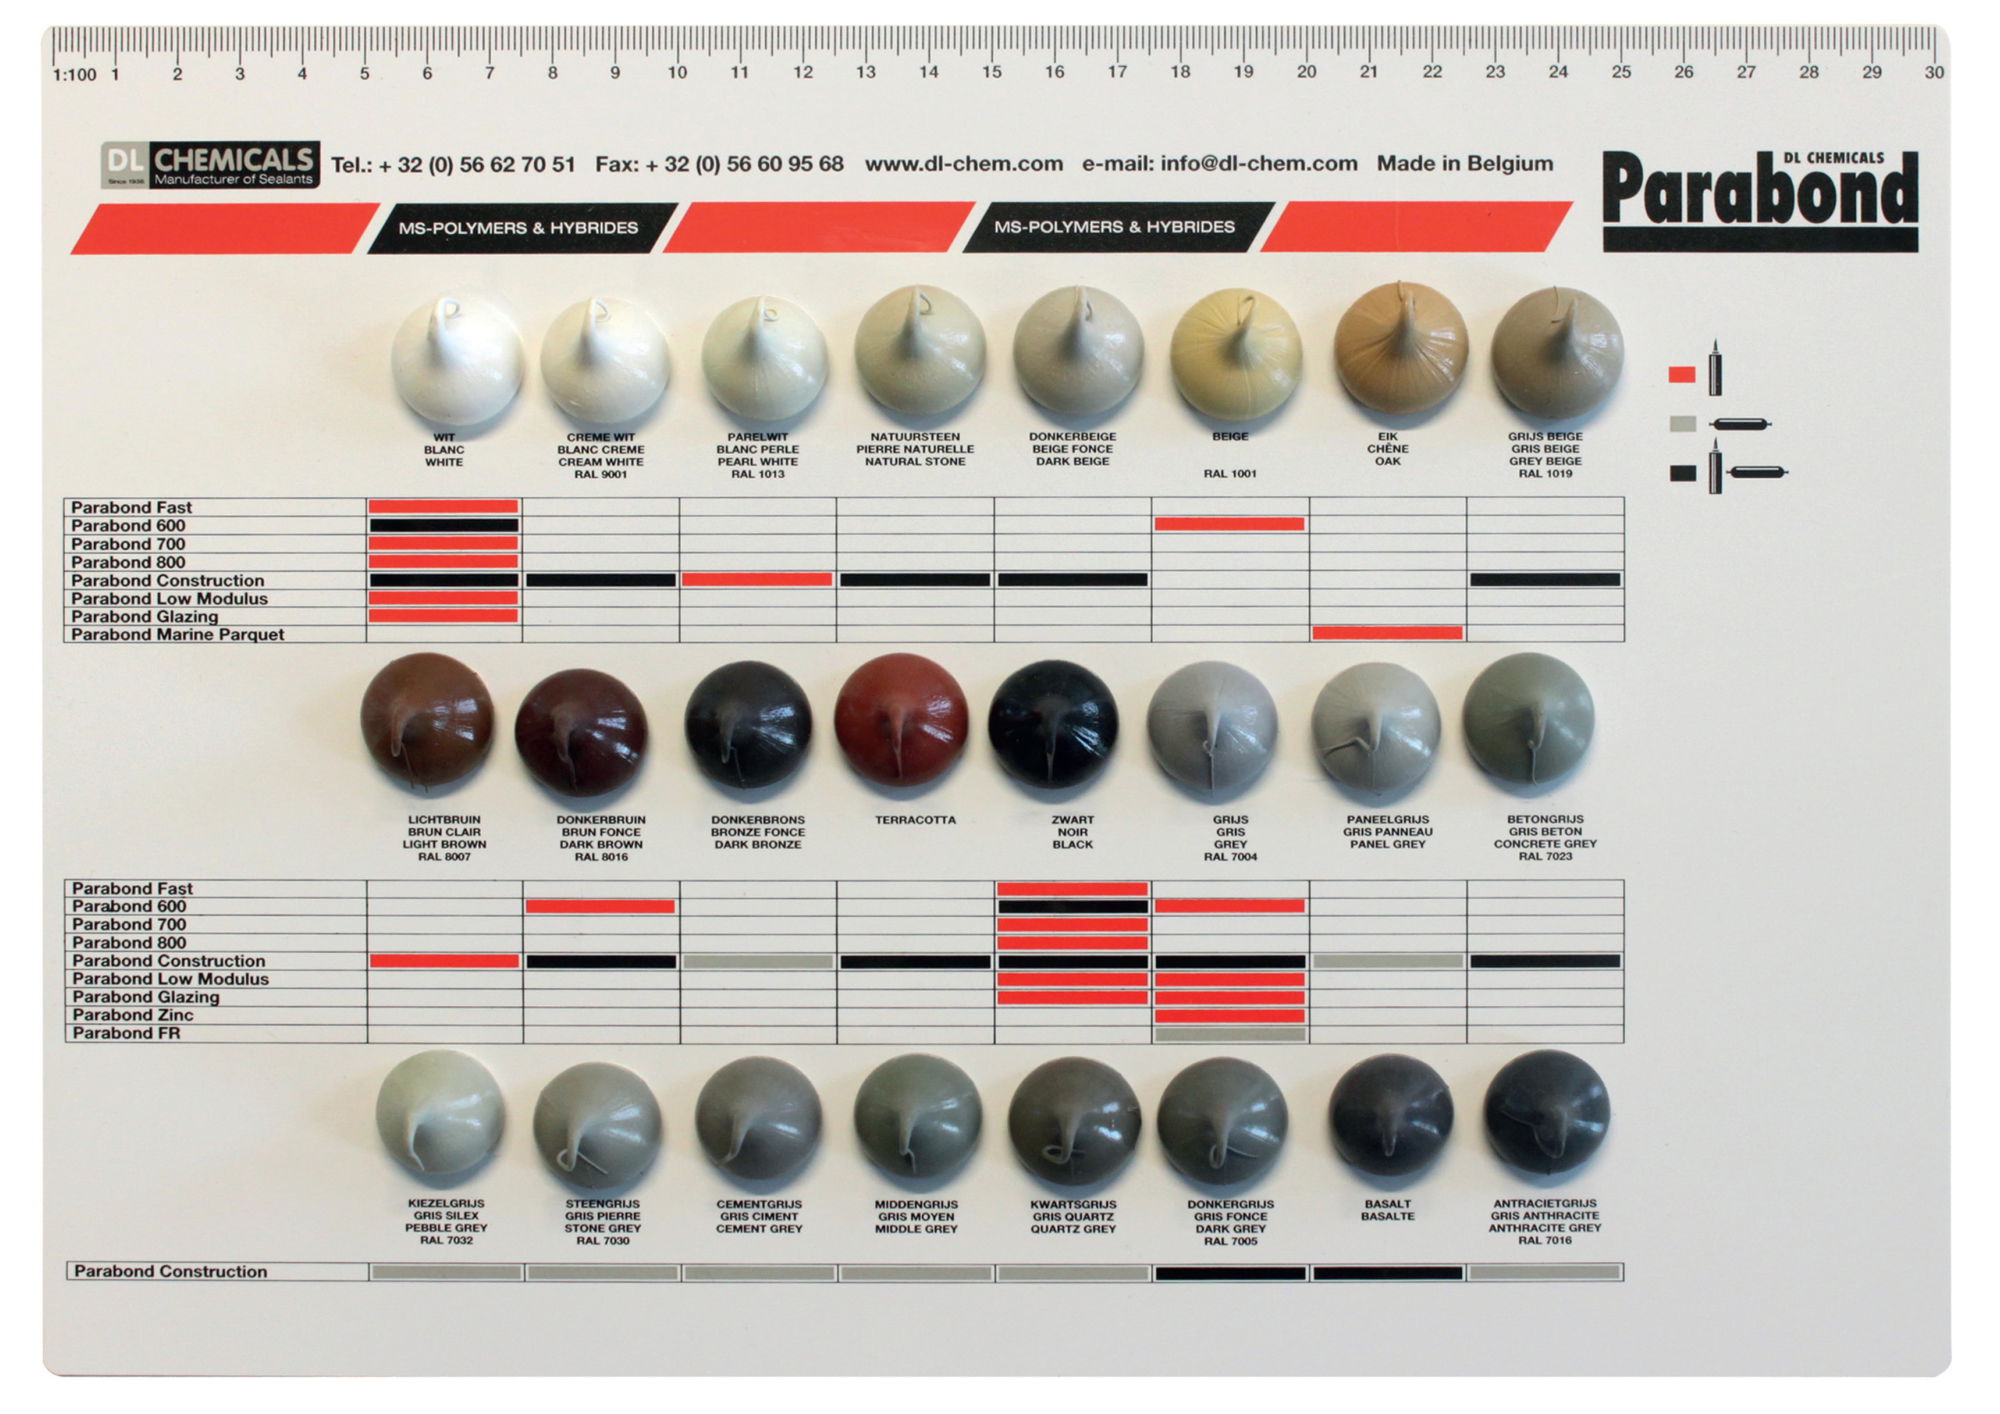 1:100 1 2 3 4 5 6 7 8 9 10 11 12 13 14 15 16 17 18 19 20 21 22 23 24 25 26 27 28 29 30
DL CHEMICALS
Since 1936 Manufacturer of Sealants
Tel.: + 32 (0) 56 62 70 51 Fax: + 32 (0) 56 60 95 68 www.dl-chem.com e-mail: info@dl-chem.com Made in Belgium
DL CHEMICALS
Parabond
MS-POLYMERS & HYBRIDES MS-POLYMERS & HYBRIDES
WIT CREME WIT PARELWIT NATUURSTEEN DONKERBEIGE BEIGE EIK GRIJS BEIGE
BLANC BLANC CREME BLANC PERLE PIERRE NATURELLE BEIGE FONCE CHÊNE GRIS BEIGE
WHITE CREAM WHITE PEARL WHITE NATURAL STONE DARK BEIGE OAK GREY BEIGE
RAL 9001 RAL 1013 RAL 1001 RAL 1019
Parabond Fast
Parabond 600
Parabond 700
Parabond 800
Parabond Construction
Parabond Low Modulus
Parabond Glazing
Parabond Marine Parquet
LICHTBRUIN DONKERBRUIN DONKERBRONS TERRACOTTA ZWART GRIJS PANEELGRIJS BETONGRIJS
BRUN CLAIR BRUN FONCE BRONZE FONCE NOIR GRIS GRIS PANNEAU GRIS BETON
LIGHT BROWN DARK BROWN DARK BRONZE BLACK GREY PANEL GREY CONCRETE GREY
RAL 8007 RAL 8016 RAL 7004 RAL 7023
Parabond Fast
Parabond 600
Parabond 700
Parabond 800
Parabond Construction
Parabond Low Modulus
Parabond Glazing
Parabond Zinc
Parabond FR
KIEZELGRIJS STEENGRIJS CEMENTGRIJS MIDDENGRIJS KWARTSGRIJS DONKERGRIJS BASALT ANTRACIETGRIJS
GRIS SILEX GRIS PIERRE GRIS CIMENT GRIS MOYEN GRIS QUARTZ GRIS FONCE BASALTE GRIS ANTHRACITE
PEBBLE GREY STONE GREY CEMENT GREY MIDDLE GREY QUARTZ GREY DARK GREY ANTHRACITE GREY
RAL 7032 RAL 7030 RAL 7005 RAL 7016
Parabond Construction